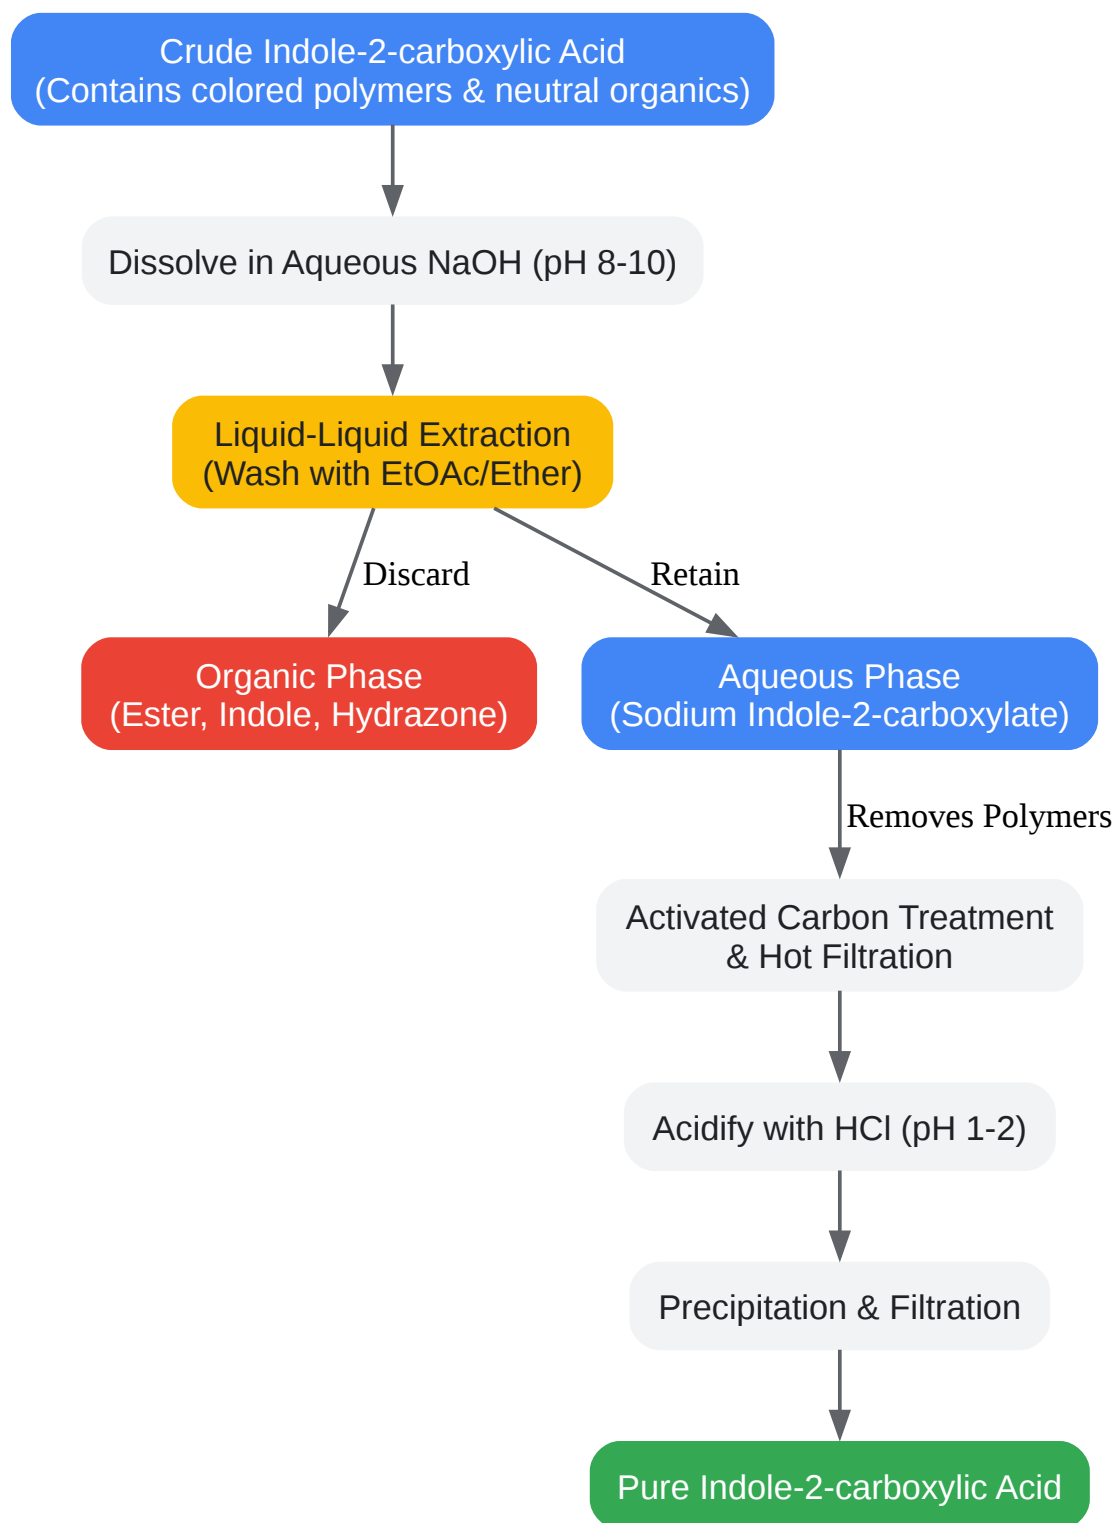 Crude Indole-2-carboxylic Acid
(Contains colored polymers & neutral organics)
Dissolve in Aqueous NaOH (pH 8-10)
Liquid-Liquid Extraction
(Wash with EtOAc/Ether)
Discard
Retain
Organic Phase
(Ester, Indole, Hydrazone)
Aqueous Phase
(Sodium Indole-2-carboxylate)
Removes Polymers
Activated Carbon Treatment
& Hot Filtration
Acidify with HCl (pH 1-2)
Precipitation & Filtration
Pure Indole-2-carboxylic Acid